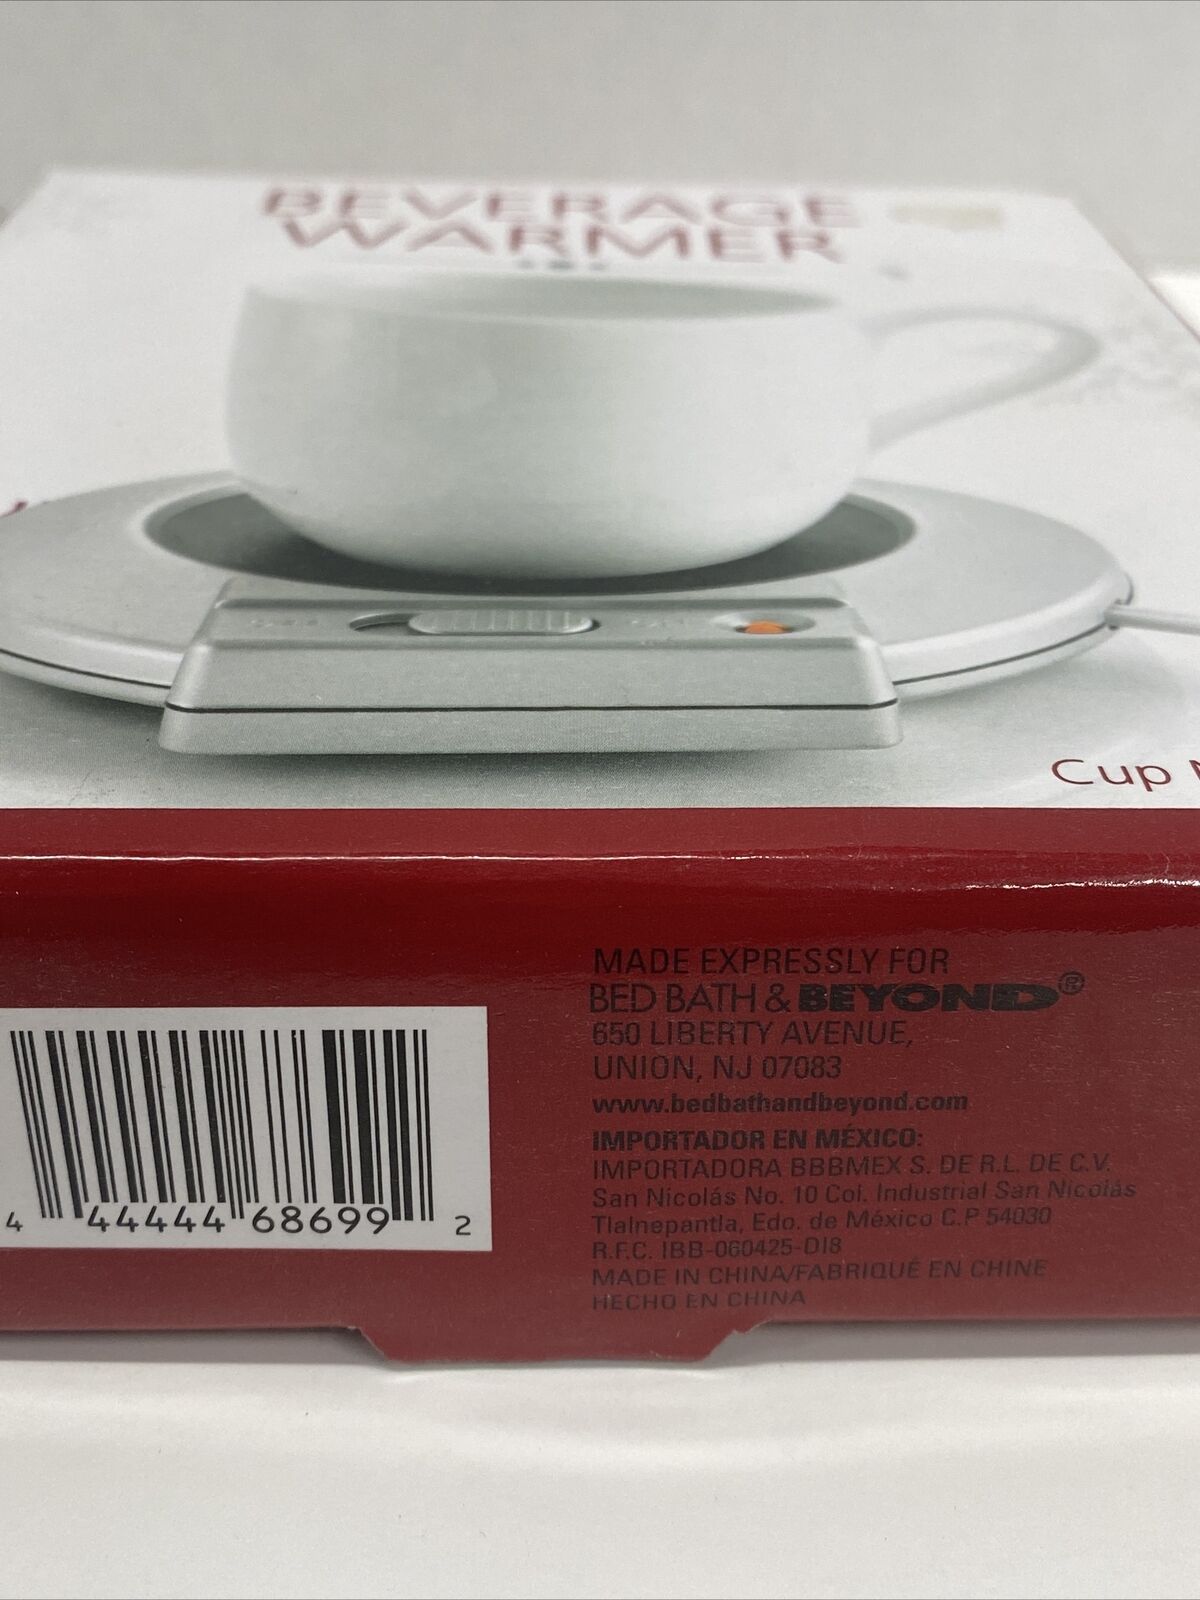 BEVERAGE
WARMER
Cup
4 44444 68699 2
MADE EXPRESSLY FOR
BED BATH & BEYOND®
650 LIBERTY AVENUE,
UNION, NJ 07083
www.bedbathandbeyond.com
IMPORTADOR EN MÉXICO:
IMPORTADORA BBBMEX S. DE R.L. DE C.V.
San Nicolás No. 10 Col. Industrial San Nicolás
Tlalnepantla, Edo. de México C.P 54030
R.F.C. IBB-060425-DI8
MADE IN CHINA/FABRIQUÉ EN CHINE
HECHO EN CHINA